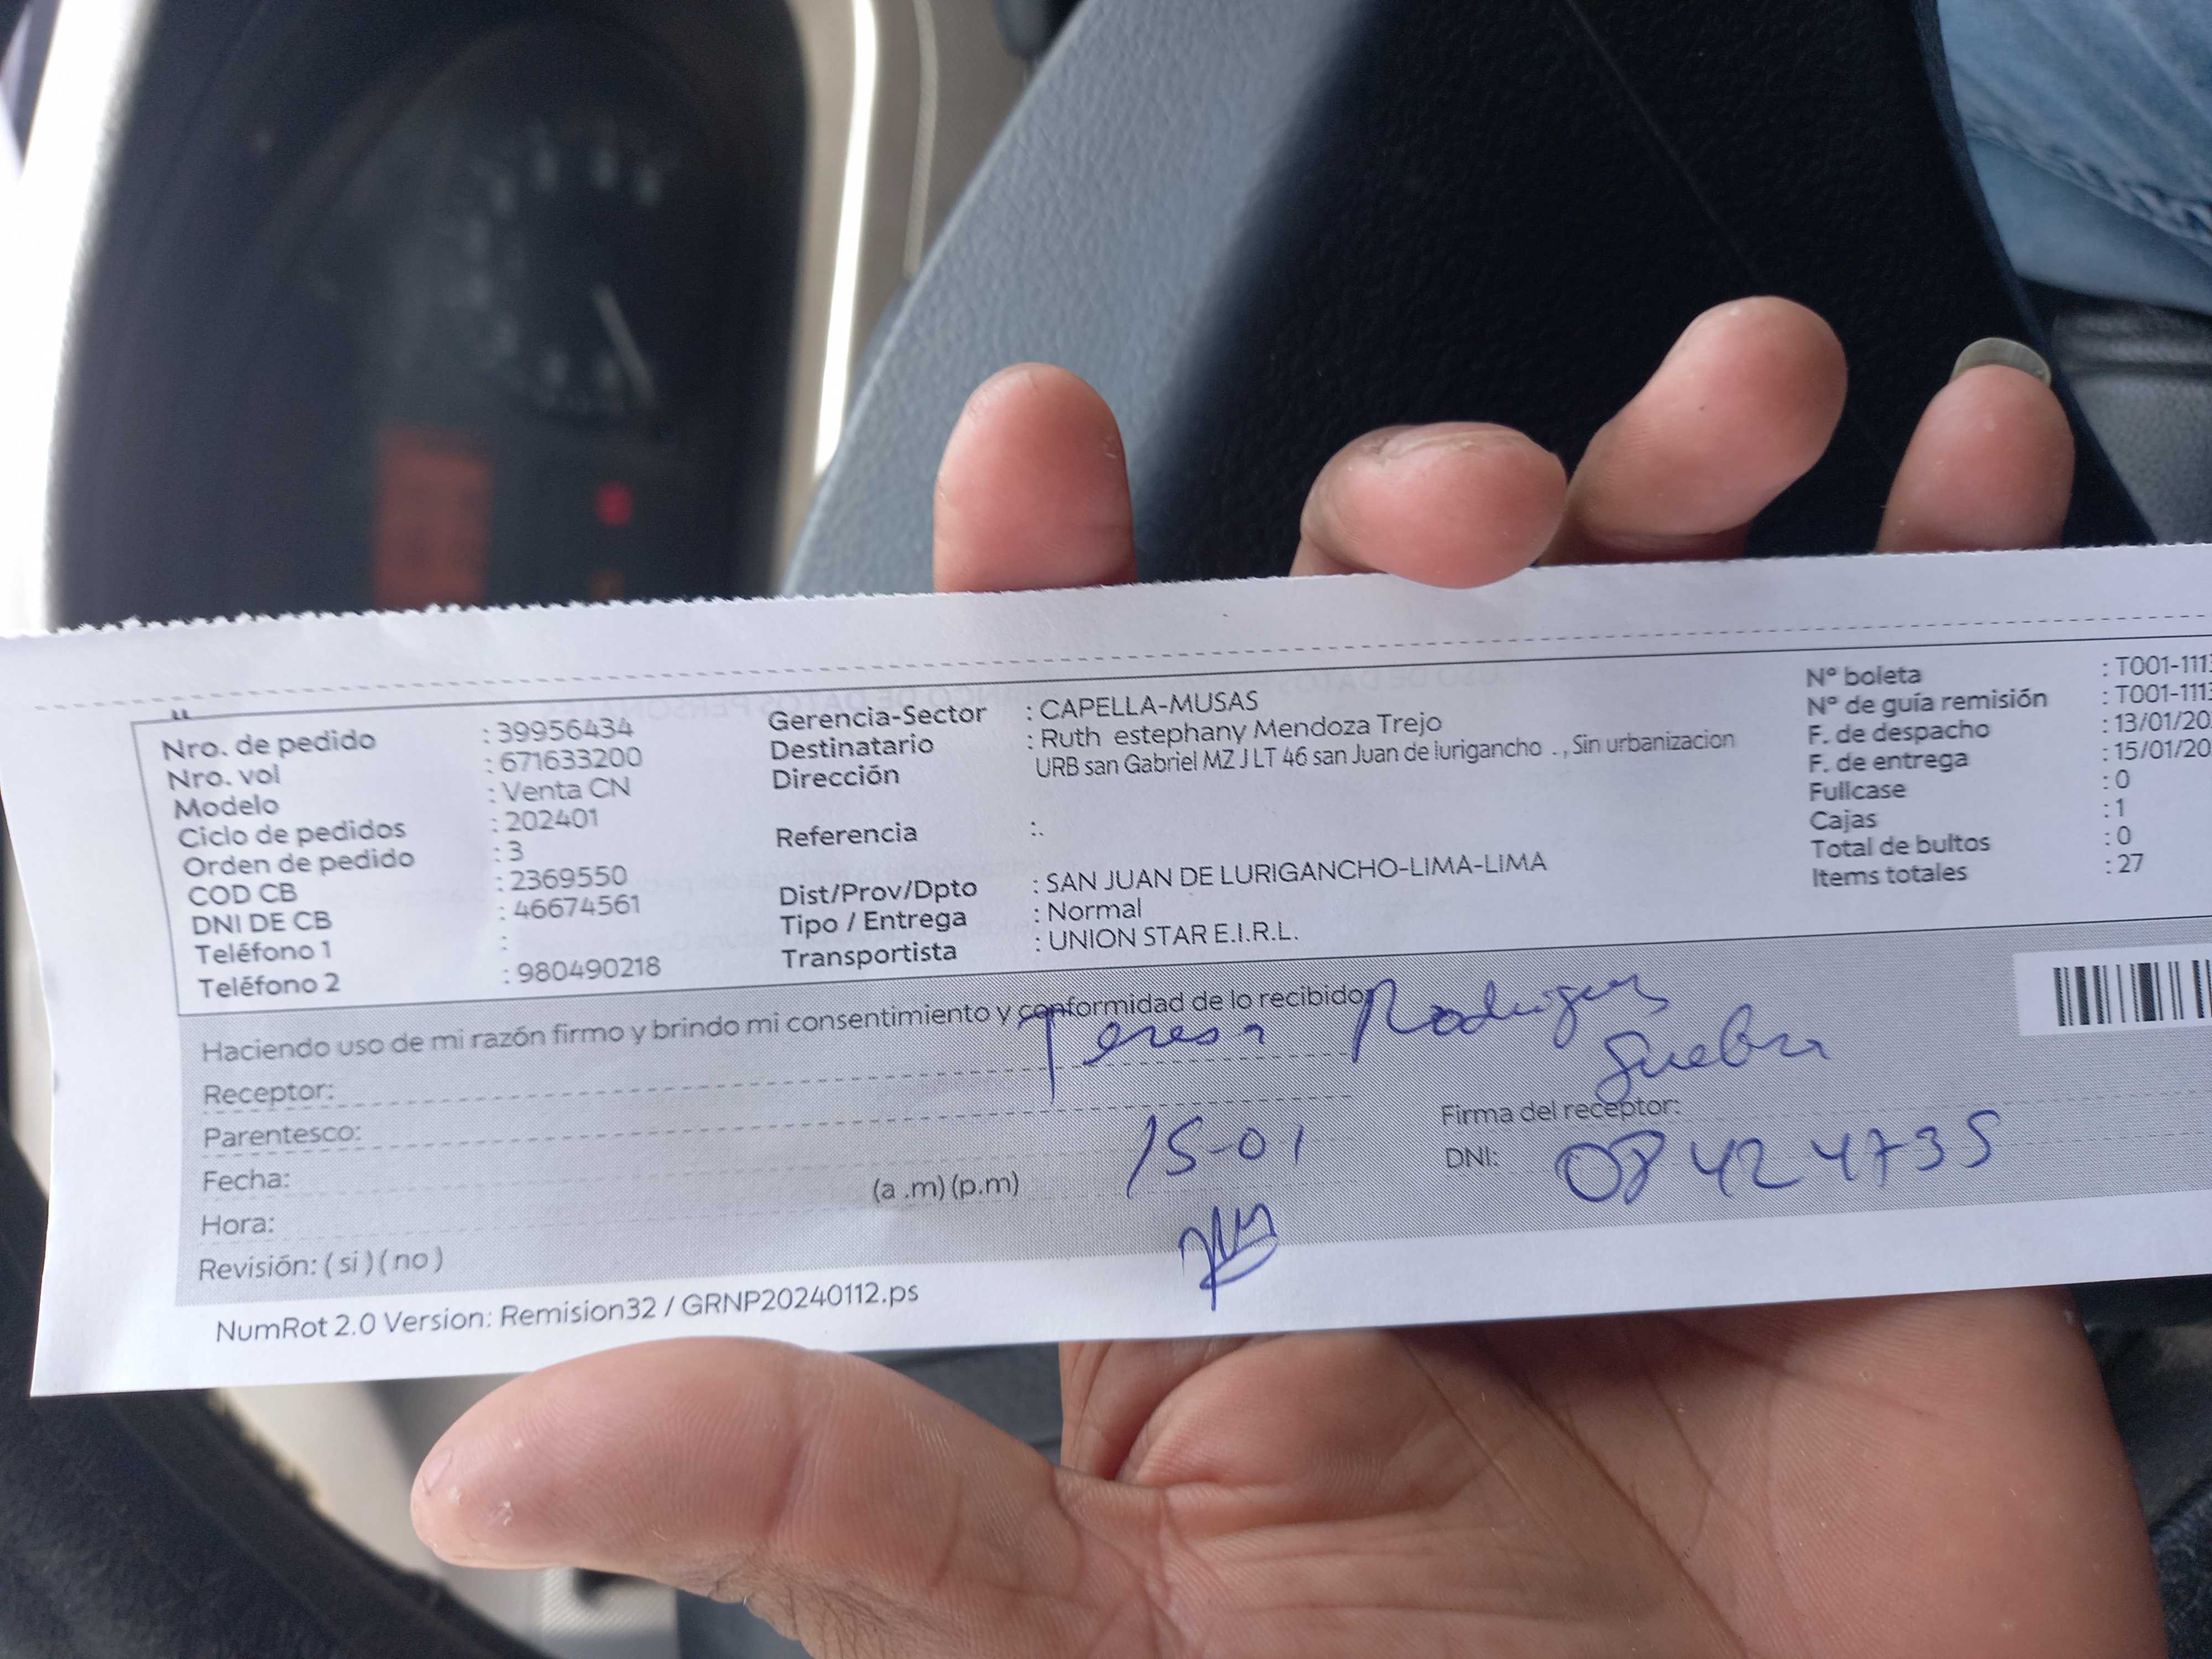 Nro. de pedido : 39956434
Nro. vol : 671633200
Modelo : Venta CN
Ciclo de pedidos : 202401
Orden de pedido : 3
COD CB : 2369550
DNI DE CB : 46674561
Teléfono 1 :
Teléfono 2 : 980490218
Gerencia-Sector : CAPELLA-MUSAS
Destinatario : Ruth estephany Mendoza Trejo
Dirección URB san Gabriel MZ J LT 46 san Juan de lurigancho . , Sin urbanizacion
Referencia :.
Dist/Prov/Dpto : SAN JUAN DE LURIGANCHO-LIMA-LIMA
Tipo / Entrega : Normal
Transportista : UNION STAR E.I.R.L.
Nº boleta : T001-111
Nº de guía remisión : T001-111
F. de despacho : 13/01/20
F. de entrega : 15/01/20
Fullcase : 0
Cajas : 1
Total de bultos : 0
Items totales : 27
Haciendo uso de mi razón firmo y brindo mi consentimiento y conformidad de lo recibido
Receptor: Teresa Rodriguez
Parentesco:
Fecha: 15-01
Hora: (a .m) (p.m)
Revisión: ( si ) ( no )
Firma del receptor:
DNI: 08424735
NumRot 2.0 Version: Remision32 / GRNP20240112.ps